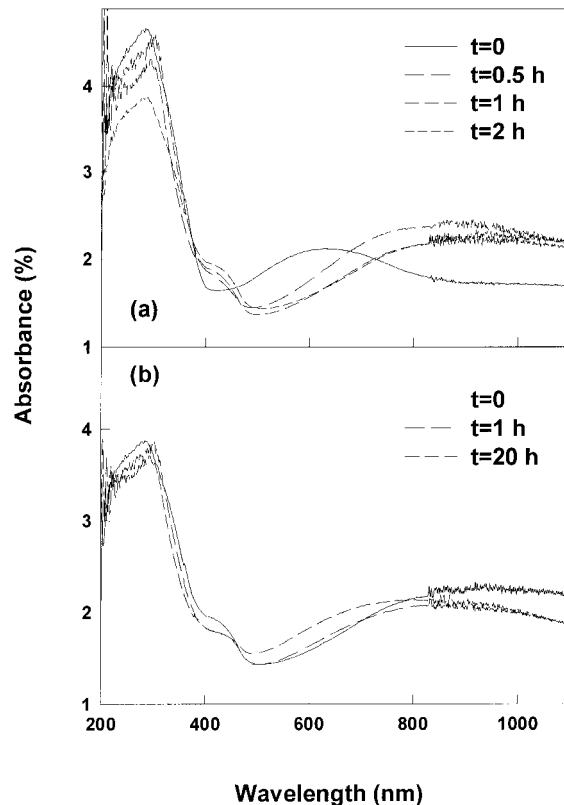 4
3
2
1
t=0
t=0.5 h
t=1 h
t=2 h
(a)
Absorbance (%)
(b)
4
3
2
1
t=0
t=1 h
t=20 h
200 400 600 800 1000
Wavelength (nm)